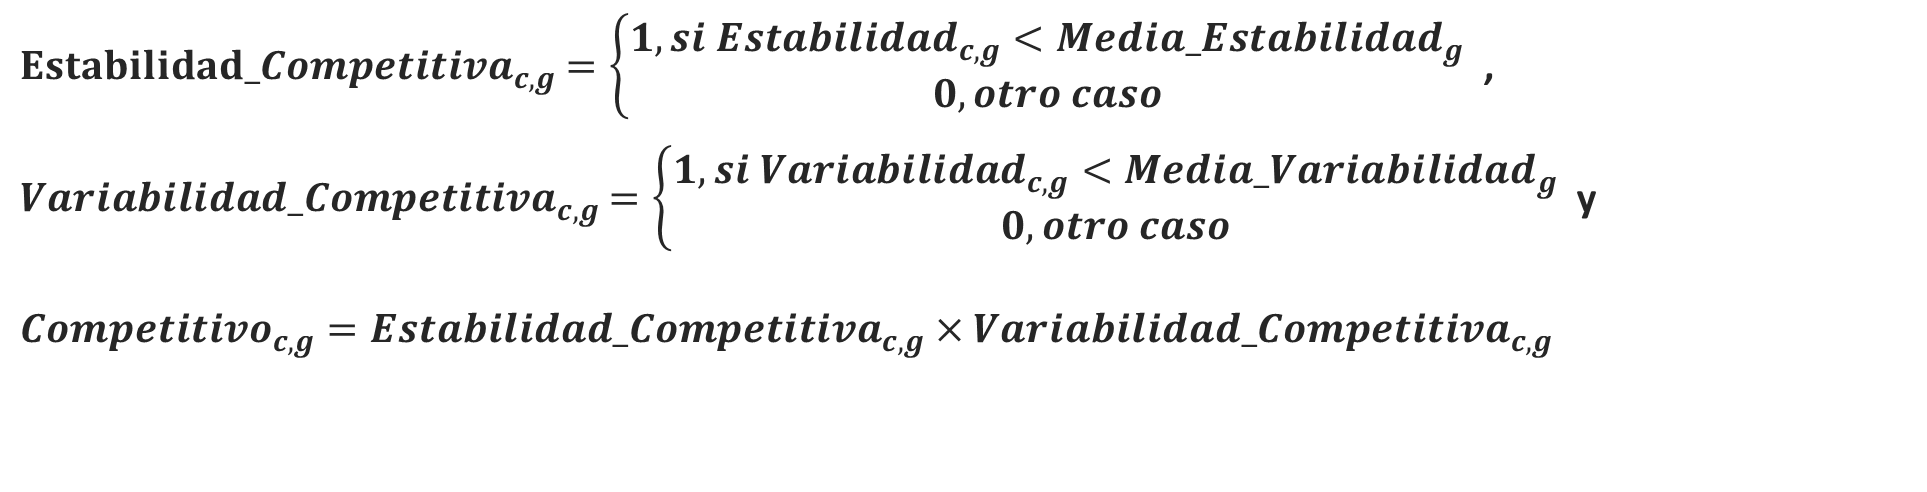 Estabilidad_Competitiva_{c,g} = { 1, si Estabilidad_{c,g} < Media_Estabilidad_g ,
0, otro caso
Variabilidad_Competitiva_{c,g} = { 1, si Variabilidad_{c,g} < Media_Variabilidad_g y
0, otro caso
Competitivo_{c,g} = Estabilidad_Competitiva_{c,g} × Variabilidad_Competitiva_{c,g}